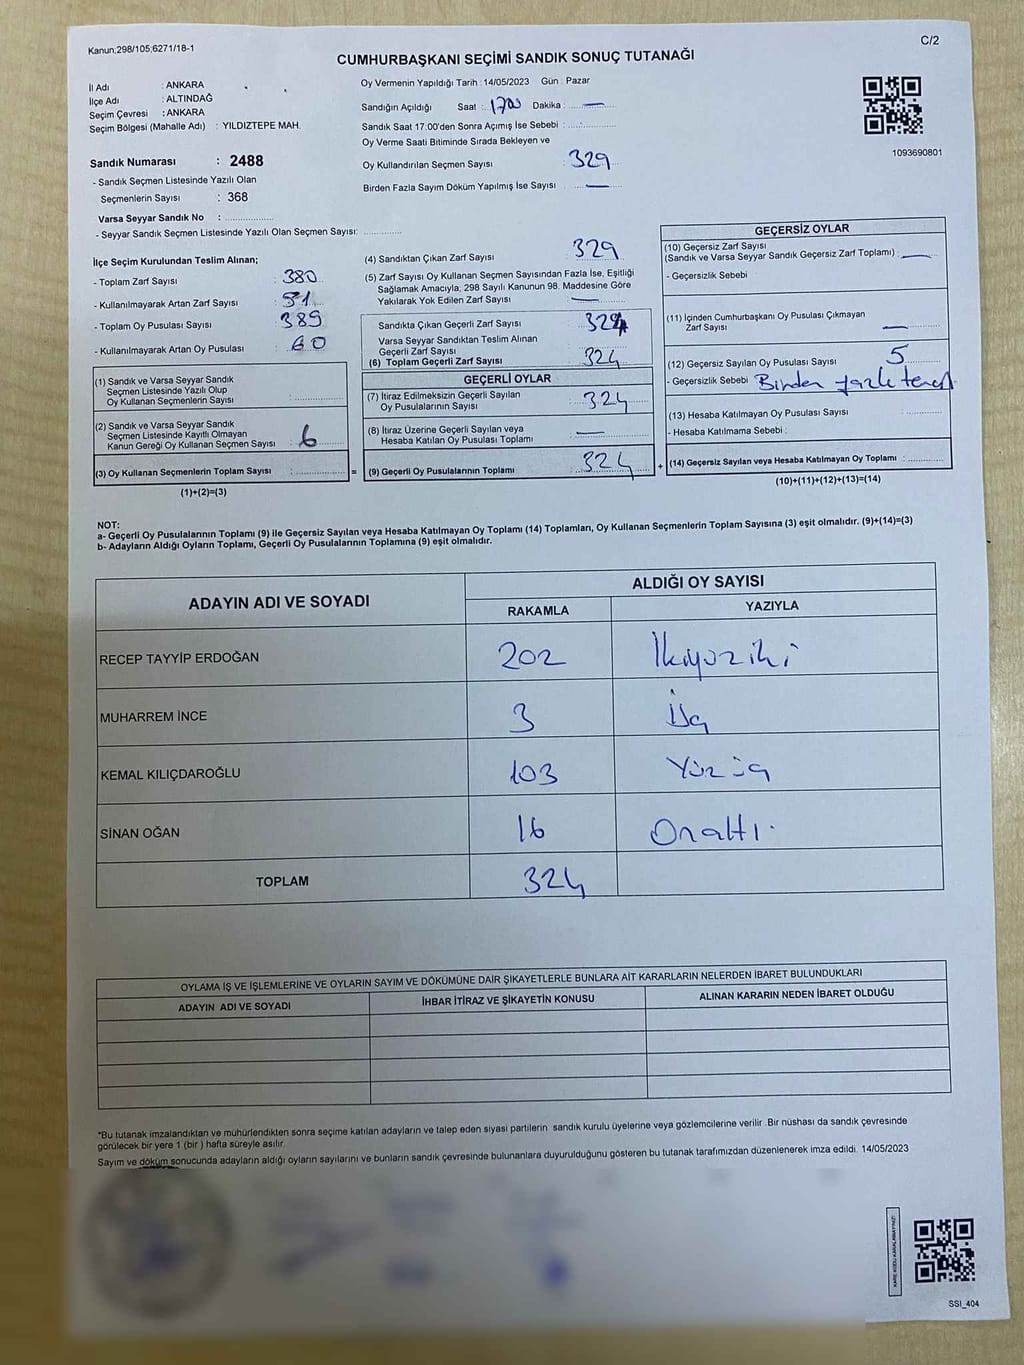 Kanun;298/105;6271/18-1
C/2
CUMHURBAŞKANI SEÇİMİ SANDIK SONUÇ TUTANAĞI
İl Adı : ANKARA
İlçe Adı : ALTINDAĞ
Seçim Çevresi : ANKARA
Seçim Bölgesi (Mahalle Adı) : YILDIZTEPE MAH.
Oy Vermenin Yapıldığı Tarih : 14/05/2023 Gün : Pazar
Sandığın Açıldığı Saat : 1700 Dakika : —
Sandık Saat 17.00'den Sonra Açımış İse Sebebi :
Oy Verme Saati Bitiminde Sırada Bekleyen ve
Oy Kullandırılan Seçmen Sayısı : 329
Birden Fazla Sayım Döküm Yapılmış İse Sayısı : —
1093690801
Sandık Numarası : 2488
- Sandık Seçmen Listesinde Yazılı Olan
Seçmenlerin Sayısı : 368
Varsa Seyyar Sandık No :
- Seyyar Sandık Seçmen Listesinde Yazılı Olan Seçmen Sayısı:
İlçe Seçim Kurulundan Teslim Alınan;
- Toplam Zarf Sayısı : 380
- Kullanılmayarak Artan Zarf Sayısı : 51
- Toplam Oy Pusulası Sayısı : 389
- Kullanılmayarak Artan Oy Pusulası : 60
(1) Sandık ve Varsa Seyyar Sandık
Seçmen Listesinde Yazılı Olup
Oy Kullanan Seçmenlerin Sayısı :
(2) Sandık ve Varsa Seyyar Sandık
Seçmen Listesinde Kayıtlı Olmayan
Kanun Gereği Oy Kullanan Seçmen Sayısı : 6
(3) Oy Kullanan Seçmenlerin Toplam Sayısı : =
(1)+(2)=(3)
(4) Sandıktan Çıkan Zarf Sayısı 329
(5) Zarf Sayısı Oy Kullanan Seçmen Sayısından Fazla İse, Eşitliği
Sağlamak Amacıyla; 298 Sayılı Kanunun 98. Maddesine Göre
Yakılarak Yok Edilen Zarf Sayısı : —
Sandıkta Çıkan Geçerli Zarf Sayısı : 324
Varsa Seyyar Sandıktan Teslim Alınan
Geçerli Zarf Sayısı
(6) Toplam Geçerli Zarf Sayısı : 324
GEÇERLİ OYLAR
(7) İtiraz Edilmeksizin Geçerli Sayılan
Oy Pusulalarının Sayısı : 324
(8) İtiraz Üzerine Geçerli Sayılan veya
Hesaba Katılan Oy Pusulası Toplamı : —
(9) Geçerli Oy Pusulalarının Toplamı : 324 +
GEÇERSİZ OYLAR
(10) Geçersiz Zarf Sayısı
(Sandık ve Varsa Seyyar Sandık Geçersiz Zarf Toplamı) : —
- Geçersizlik Sebebi
(11) İçinden Cumhurbaşkanı Oy Pusulası Çıkmayan
Zarf Sayısı —
(12) Geçersiz Sayılan Oy Pusulası Sayısı : 5
- Geçersizlik Sebebi Birden fazla
(13) Hesaba Katılmayan Oy Pusulası Sayısı :
- Hesaba Katılmama Sebebi :
(14) Geçersiz Sayılan veya Hesaba Katılmayan Oy Toplamı :
(10)+(11)+(12)+(13)=(14)
NOT:
a- Geçerli Oy Pusulalarının Toplamı (9) ile Geçersiz Sayılan veya Hesaba Katılmayan Oy Toplamı (14) Toplamları, Oy Kullanan Seçmenlerin Toplam Sayısına (3) eşit olmalıdır. (9)+(14)=(3)
b- Adayların Aldığı Oyların Toplamı, Geçerli Oy Pusulalarının Toplamına (9) eşit olmalıdır.
ADAYIN ADI VE SOYADI
ALDIĞI OY SAYISI
RAKAMLA YAZIYLA
RECEP TAYYİP ERDOĞAN 202 İkiyüziki
MUHARREM İNCE 3 Üç
KEMAL KILIÇDAROĞLU 103 Yüzüç
SİNAN OĞAN 16 Onaltı
TOPLAM 324
OYLAMA İŞ VE İŞLEMLERİNE VE OYLARIN SAYIM VE DÖKÜMÜNE DAİR ŞİKAYETLERLE BUNLARA AİT KARARLARIN NELERDEN İBARET BULUNDUKLARI
ADAYIN ADI VE SOYADI İHBAR İTİRAZ VE ŞİKAYETİN KONUSU ALINAN KARARIN NEDEN İBARET OLDUĞU
*Bu tutanak imzalandıktan ve mühürlendikten sonra seçime katılan adayların ve talep eden siyasi partilerin sandık kurulu üyelerine veya gözlemcilerine verilir. Bir nüshası da sandık çevresinde
görülecek bir yere 1 (bir) hafta süreyle asılır.
Sayım ve döküm sonucunda adayların aldığı oyların sayılarını ve bunların sandık çevresinde bulunanlara duyurulduğunu gösteren bu tutanak tarafımızdan düzenlenerek imza edildi. 14/05/2023
KARE KODU KARALAMAYINIZ!
SSI_404